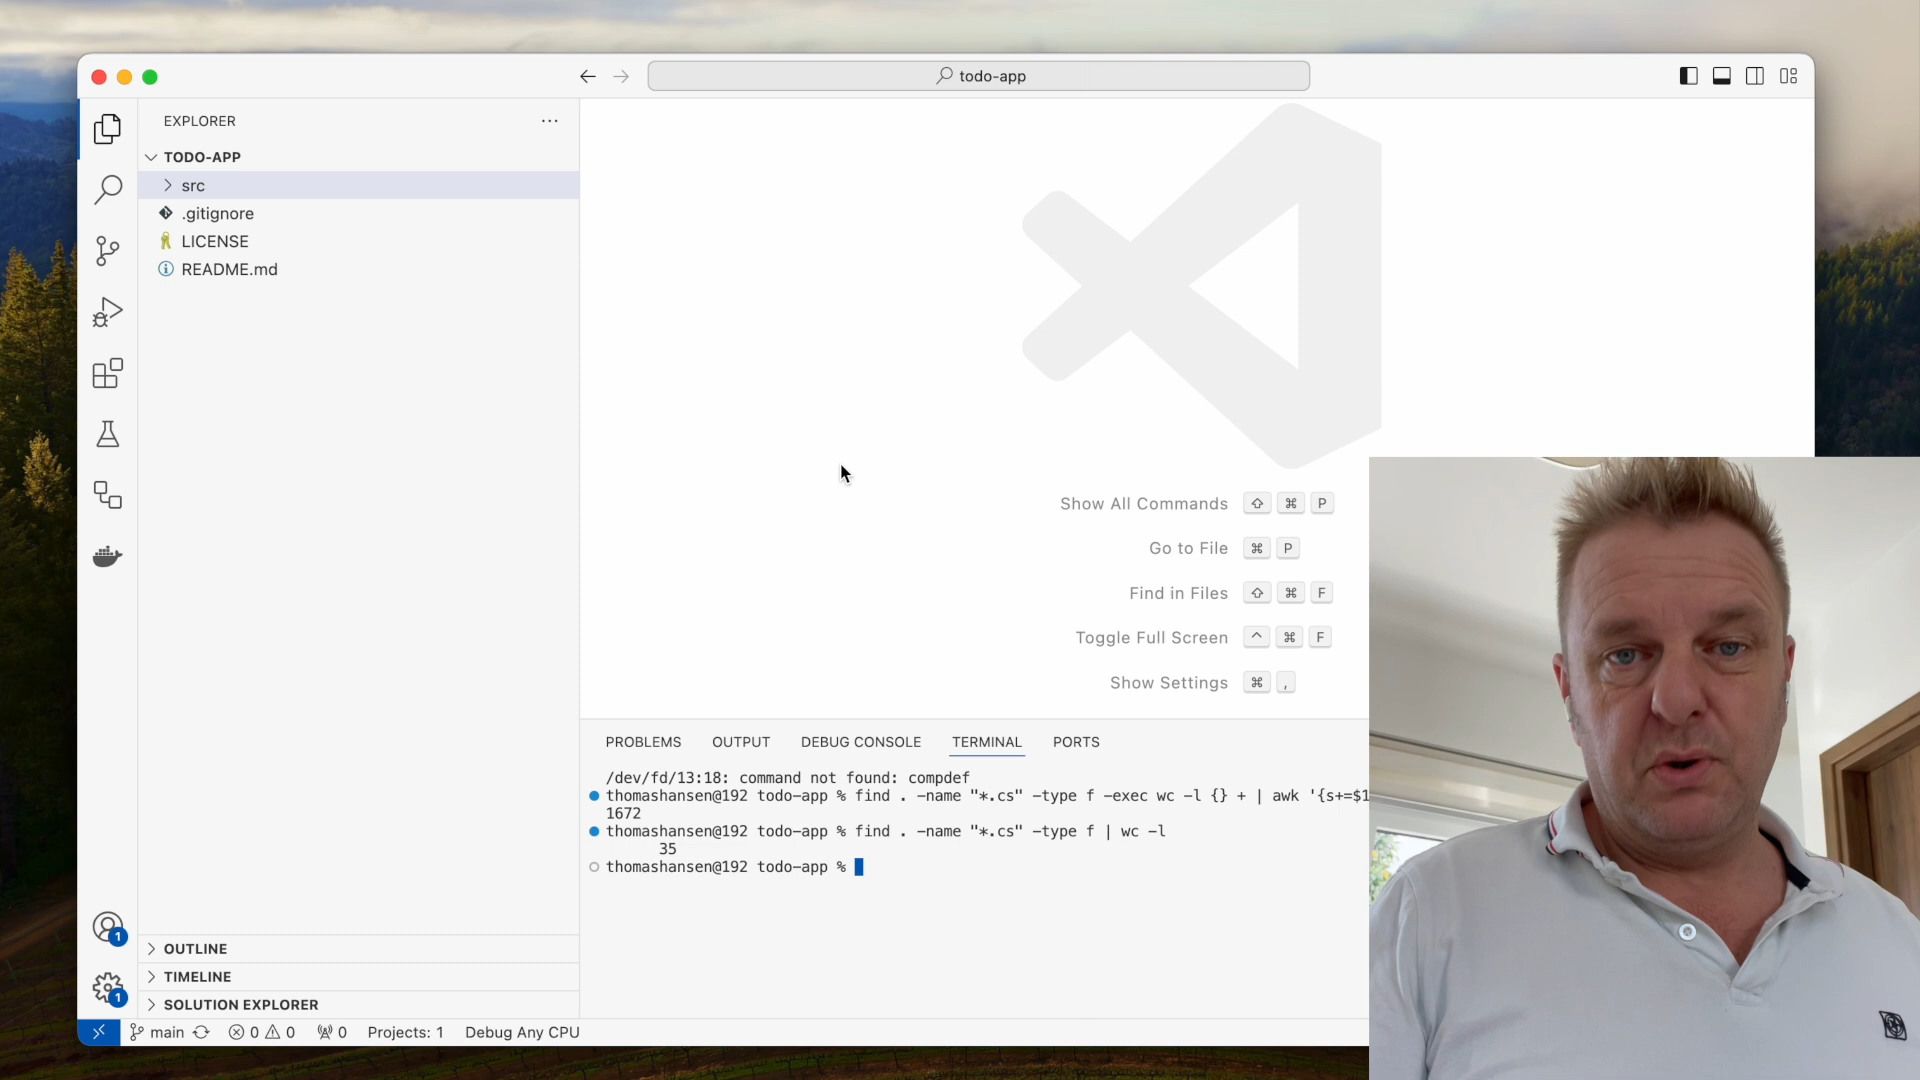 todo-app
EXPLORER
TODO-APP
src
.gitignore
LICENSE
README.md
OUTLINE
TIMELINE
SOLUTION EXPLORER
Show All Commands ⇧ ⌘ P
Go to File ⌘ P
Find in Files ⇧ ⌘ F
Toggle Full Screen ^ ⌘ F
Show Settings ⌘ ,
PROBLEMS OUTPUT DEBUG CONSOLE TERMINAL PORTS
/dev/fd/13:18: command not found: compdef
thomashansen@192 todo-app % find . -name "*.cs" -type f -exec wc -l {} + | awk '{s+=$1
1672
thomashansen@192 todo-app % find . -name "*.cs" -type f | wc -l
35
thomashansen@192 todo-app %
1
1
main 0 0 0 Projects: 1 Debug Any CPU